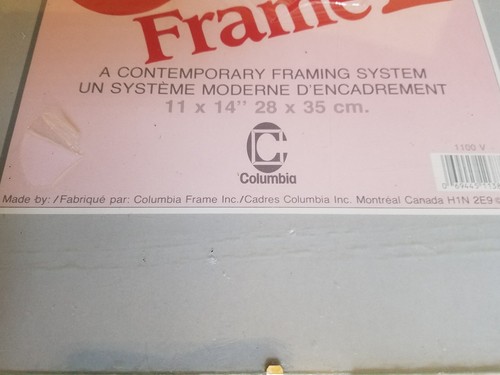 Frame
A CONTEMPORARY FRAMING SYSTEM
UN SYSTÈME MODERNE D'ENCADREMENT
11 x 14" 28 x 35 cm.
Columbia
1100 V
Made by: / Fabriqué par: Columbia Frame Inc./Cadres Columbia Inc. Montréal Canada H1N 2E9 ©